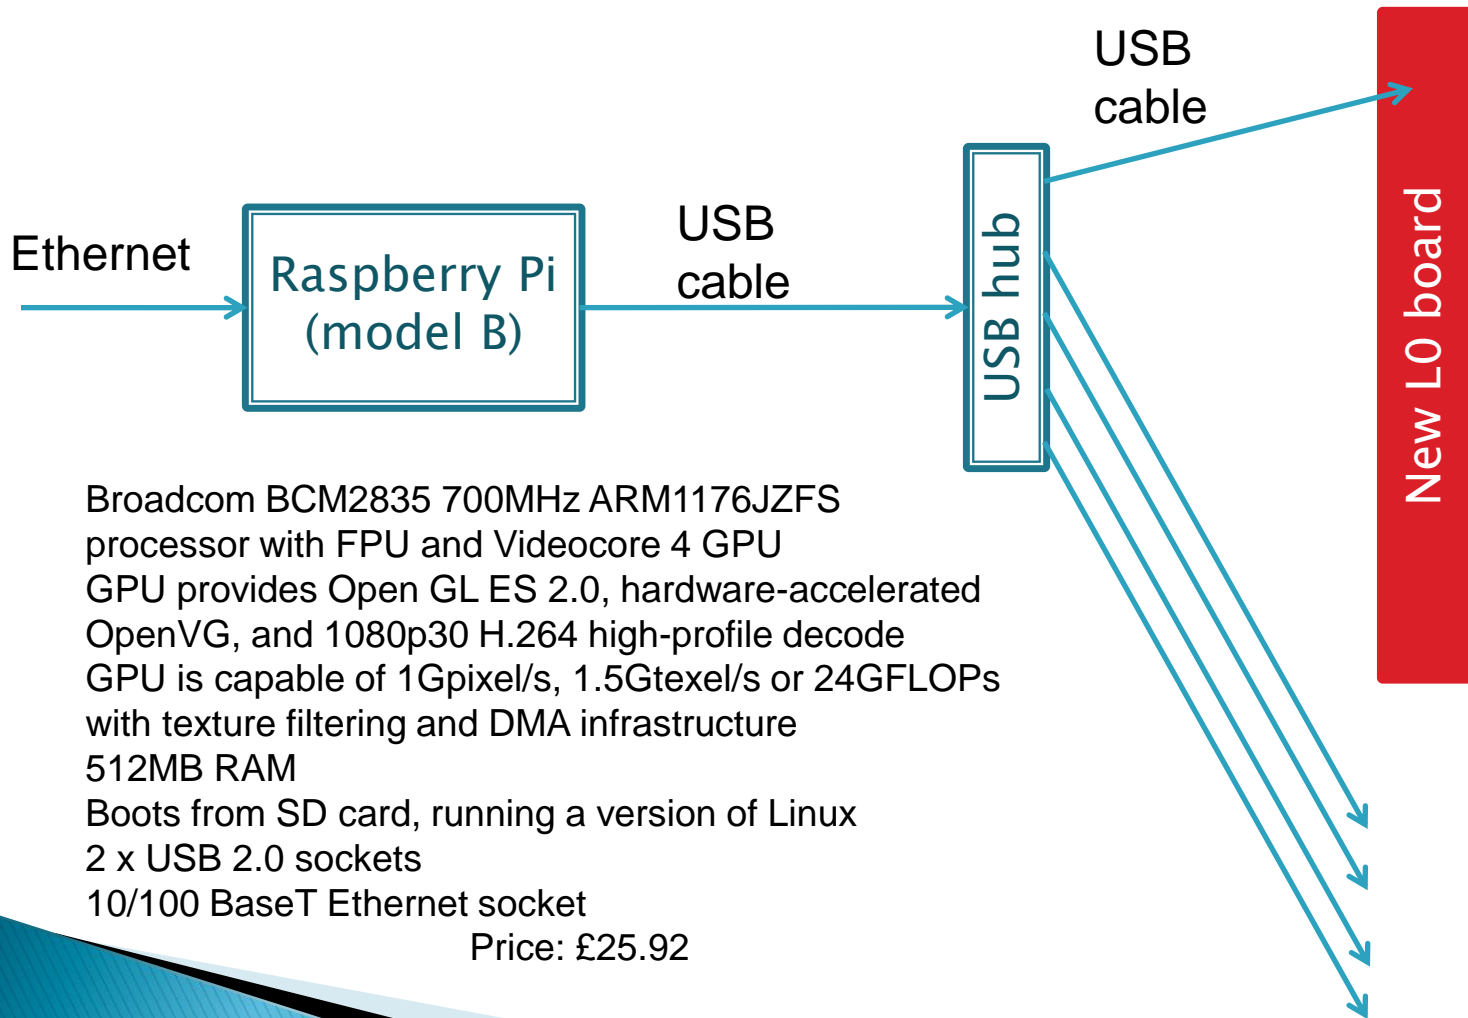 USB
cable
Ethernet
Raspberry Pi
(model B)
USB
cable
USB hub
New L0 board
Broadcom BCM2835 700MHz ARM1176JZFS
processor with FPU and Videocore 4 GPU
GPU provides Open GL ES 2.0, hardware-accelerated
OpenVG, and 1080p30 H.264 high-profile decode
GPU is capable of 1Gpixel/s, 1.5Gtexel/s or 24GFLOPs
with texture filtering and DMA infrastructure
512MB RAM
Boots from SD card, running a version of Linux
2 x USB 2.0 sockets
10/100 BaseT Ethernet socket
Price: £25.92